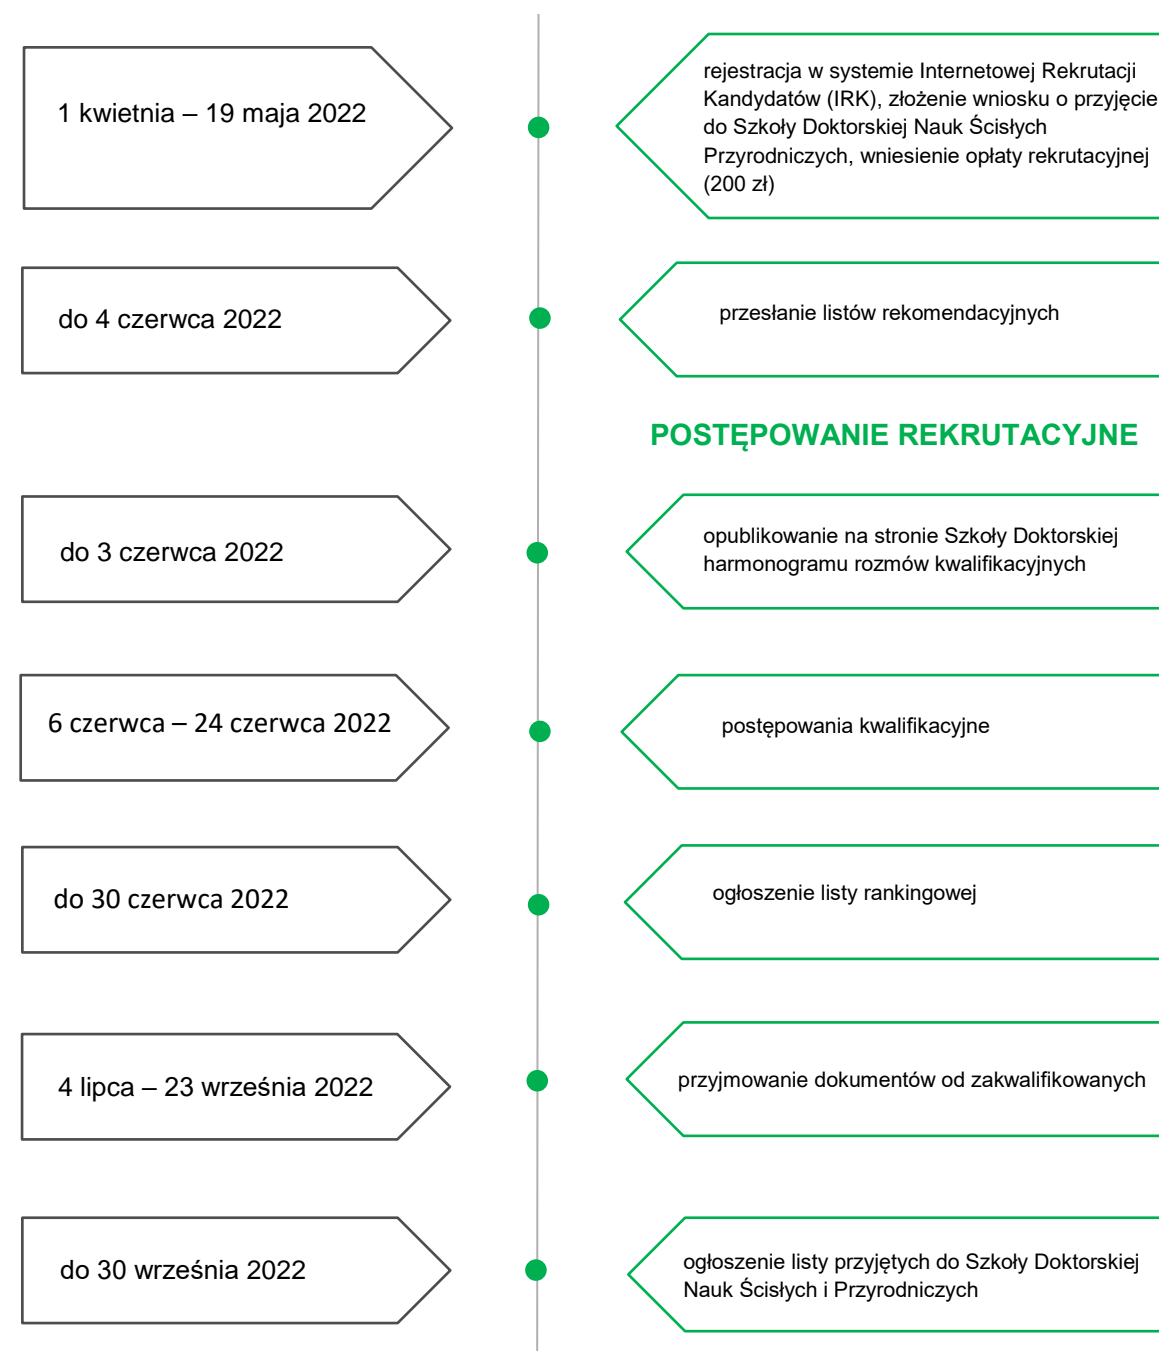 1 kwietnia – 19 maja 2022
rejestracja w systemie Internetowej Rekrutacji
Kandydatów (IRK), złożenie wniosku o przyjęcie
do Szkoły Doktorskiej Nauk Ścisłych
Przyrodniczych, wniesienie opłaty rekrutacyjnej
(200 zł)
do 4 czerwca 2022
przesłanie listów rekomendacyjnych
POSTĘPOWANIE REKRUTACYJNE
do 3 czerwca 2022
opublikowanie na stronie Szkoły Doktorskiej
harmonogramu rozmów kwalifikacyjnych
6 czerwca – 24 czerwca 2022
postępowania kwalifikacyjne
do 30 czerwca 2022
ogłoszenie listy rankingowej
4 lipca – 23 września 2022
przyjmowanie dokumentów od zakwalifikowanych
do 30 września 2022
ogłoszenie listy przyjętych do Szkoły Doktorskiej
Nauk Ścisłych i Przyrodniczych